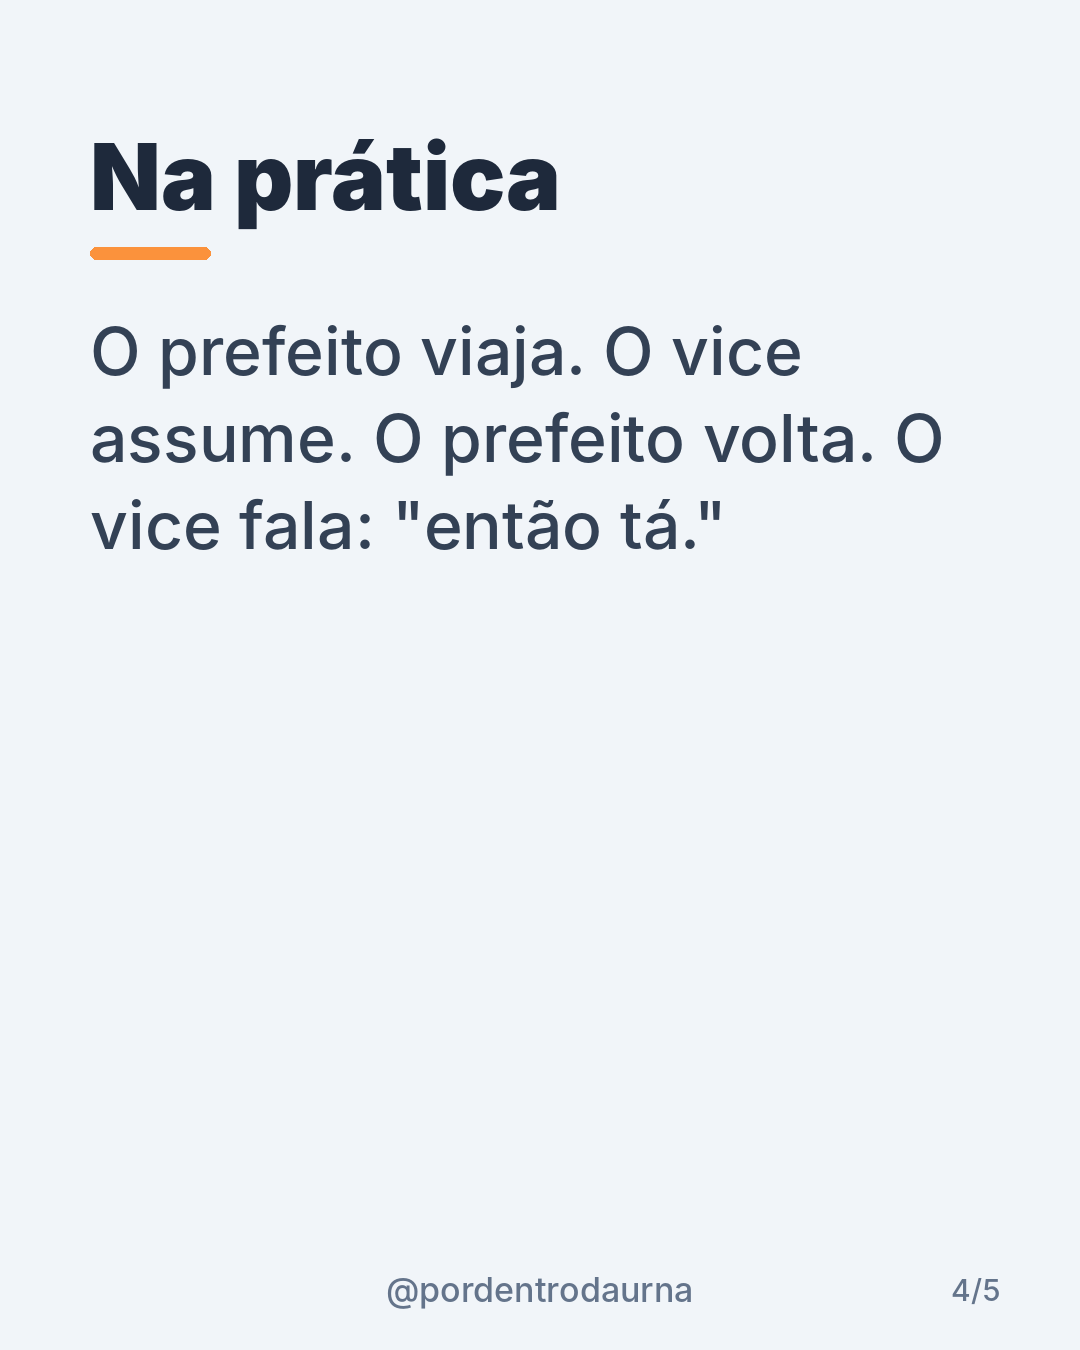 Na prática
O prefeito viaja. O vice
assume. O prefeito volta. O
vice fala: "então tá."
@pordentrodaurna
4/5